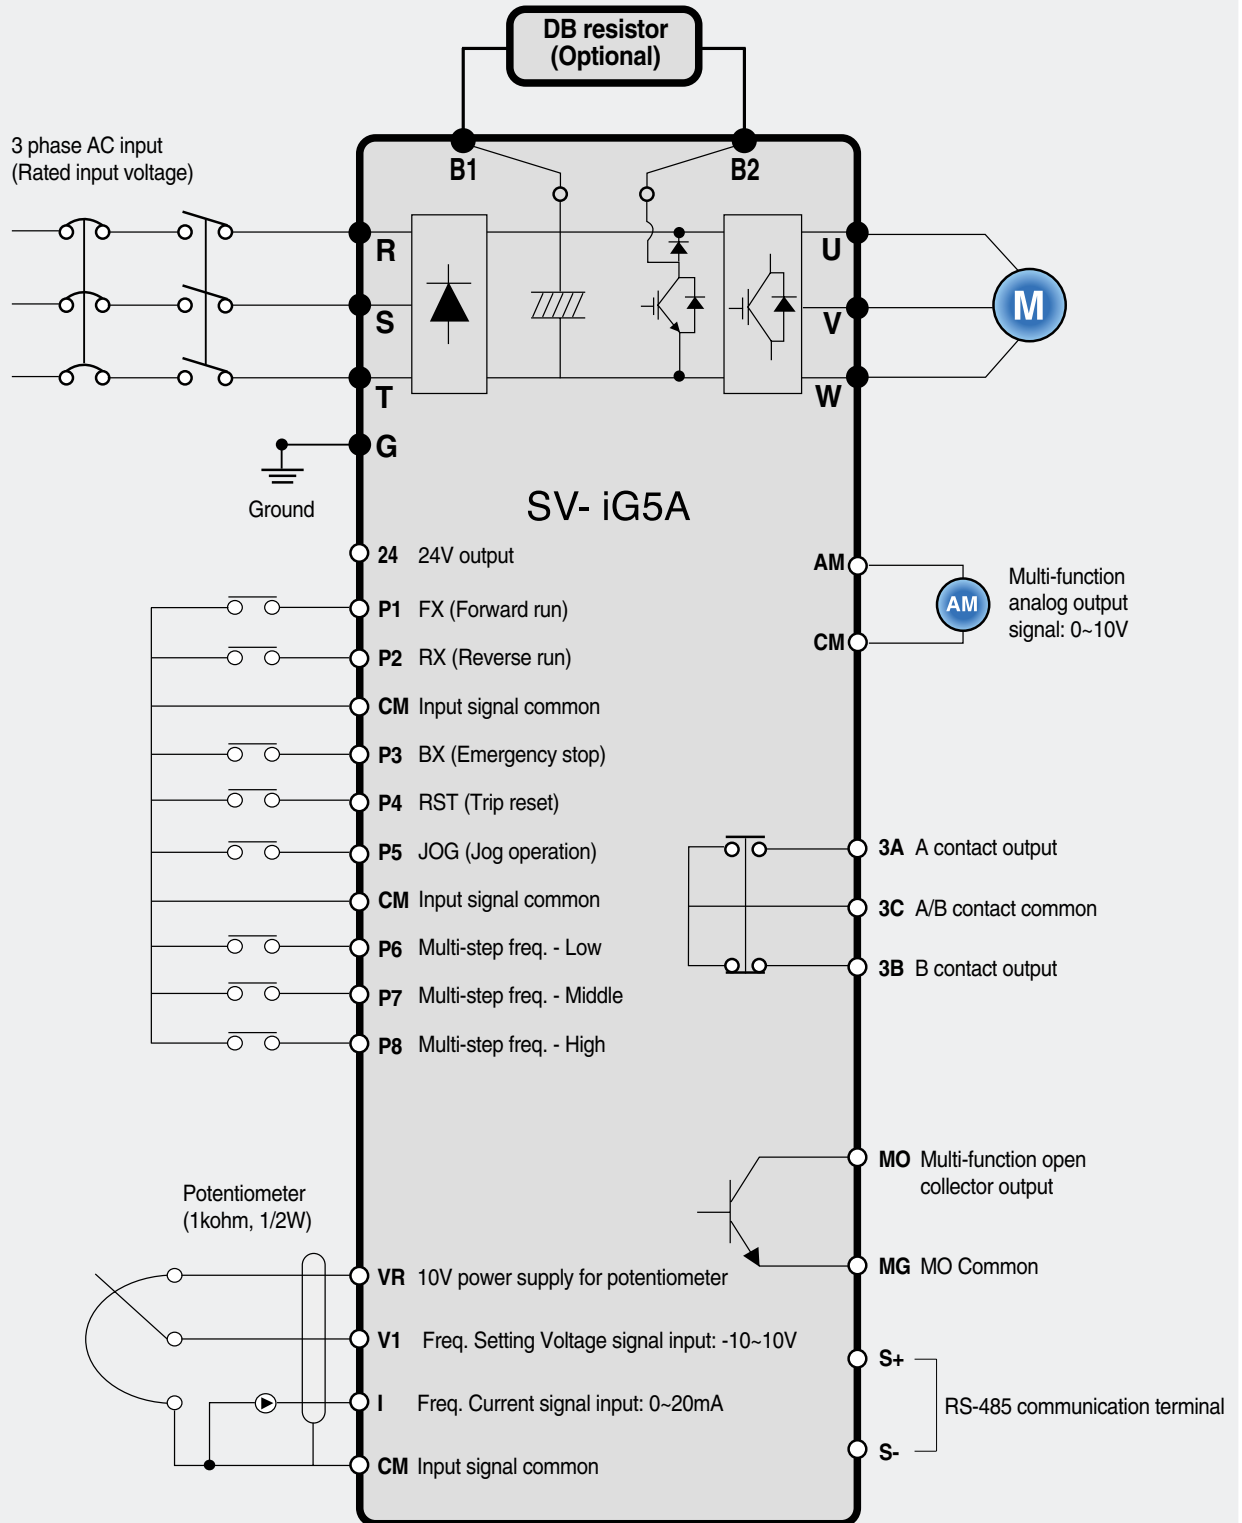 DB resistor
(Optional)
3 phase AC input
(Rated input voltage)
B1
B2
R
U
S
V
M
T
W
G
Ground
SV- iG5A
24 24V output
AM
AM
Multi-function
analog output
signal: 0~10V
CM
P1 FX (Forward run)
P2 RX (Reverse run)
CM Input signal common
P3 BX (Emergency stop)
P4 RST (Trip reset)
P5 JOG (Jog operation)
CM Input signal common
P6 Multi-step freq. - Low
P7 Multi-step freq. - Middle
P8 Multi-step freq. - High
3A A contact output
3C A/B contact common
3B B contact output
MO Multi-function open
collector output
MG MO Common
Potentiometer
(1kohm, 1/2W)
VR 10V power supply for potentiometer
V1 Freq. Setting Voltage signal input: -10~10V
I Freq. Current signal input: 0~20mA
CM Input signal common
S+
RS-485 communication terminal
S-